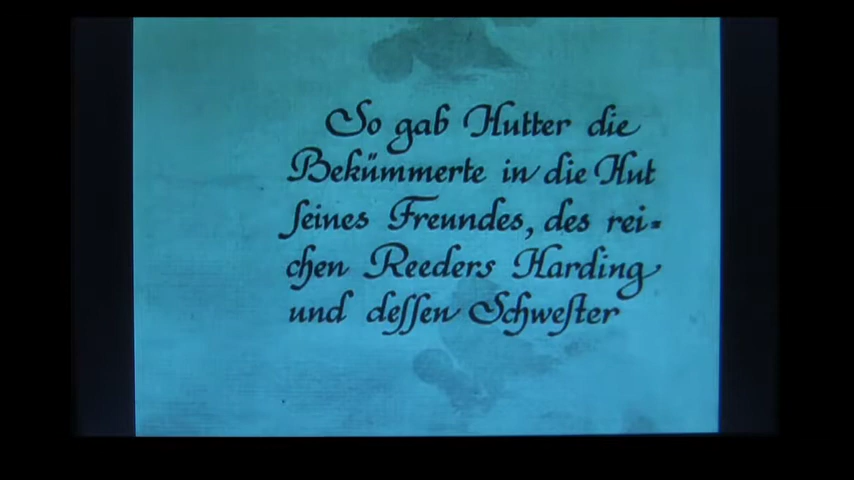 So gab Hutter die
Bekümmerte in die Hut
seines Freundes, des rei-
chen Reeders Harding
und dessen Schwester